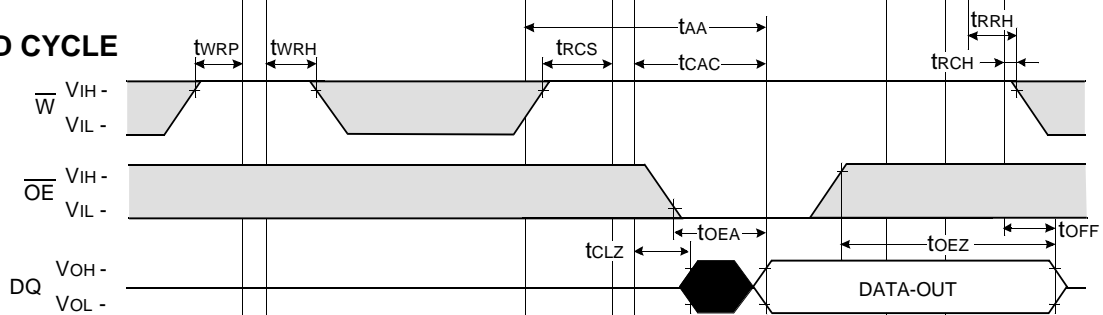 tAA
tRRH
D CYCLE
tWRP
tWRH
tRCS
tCAC
tRCH
W
VIH -
VIL -
OE
VIH -
VIL -
tOEA
tOFF
tCLZ
tOEZ
DQ
VOH -
VOL -
DATA-OUT